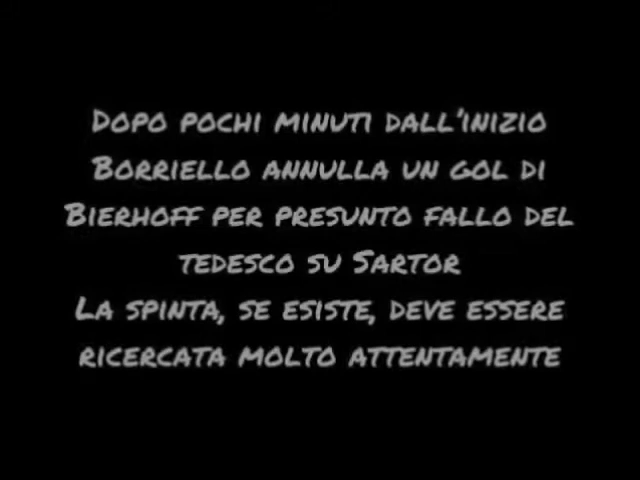 Dopo pochi minuti dall'inizio
Borriello annulla un gol di
Bierhoff per presunto fallo del
tedesco su Sartor
La spinta, se esiste, deve essere
ricercata molto attentamente